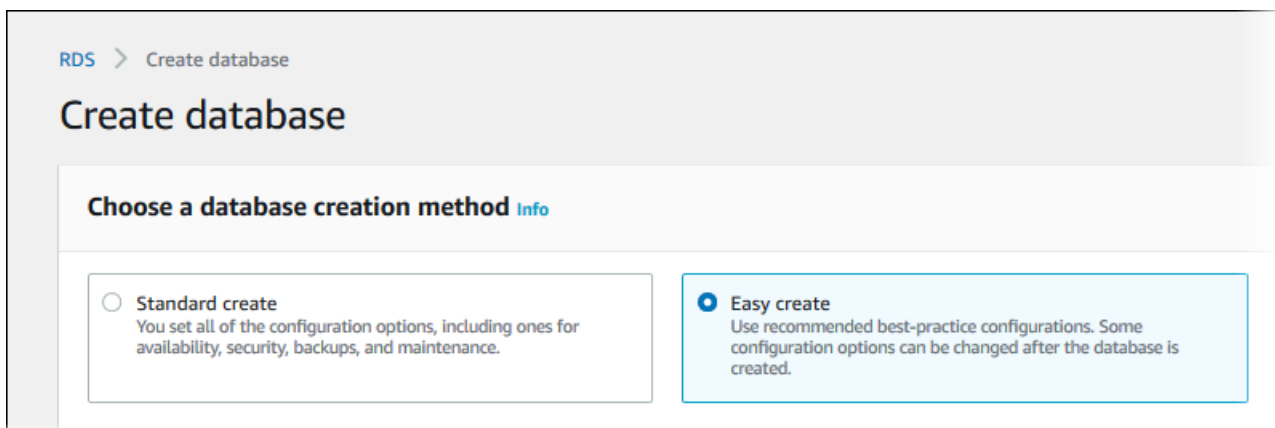 RDS > Create database
Create database
Choose a database creation method Info
Standard create
You set all of the configuration options, including ones for
availability, security, backups, and maintenance.
Easy create
Use recommended best-practice configurations. Some
configuration options can be changed after the database is
created.